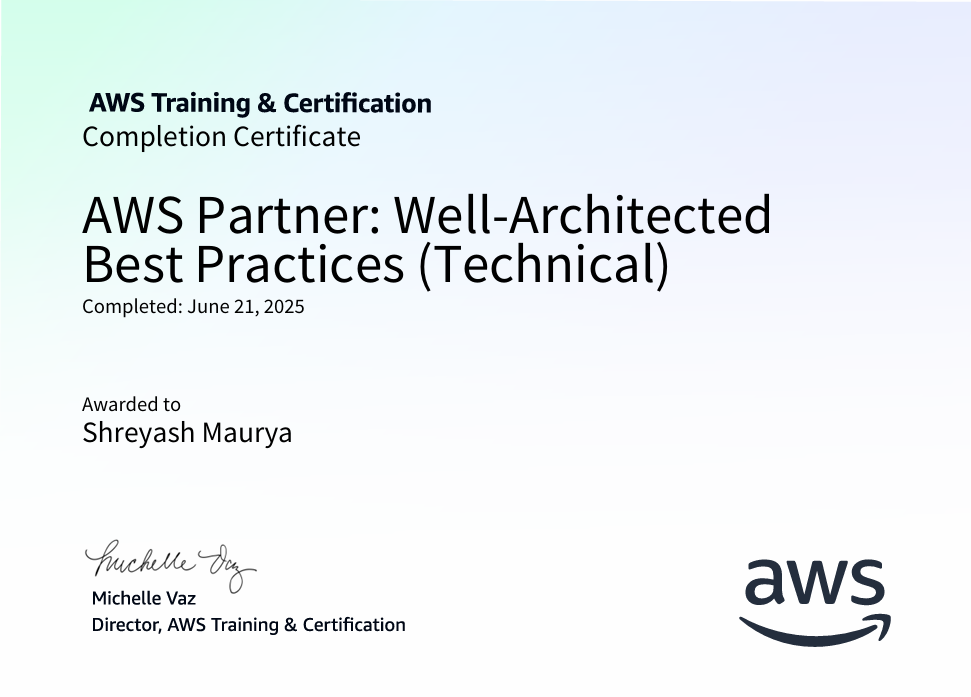 AWS Training & Certification
Completion Certificate
AWS Partner: Well-Architected
Best Practices (Technical)
Completed: June 21, 2025
Awarded to
Shreyash Maurya
Michelle Vaz
Michelle Vaz
Director, AWS Training & Certification
aws